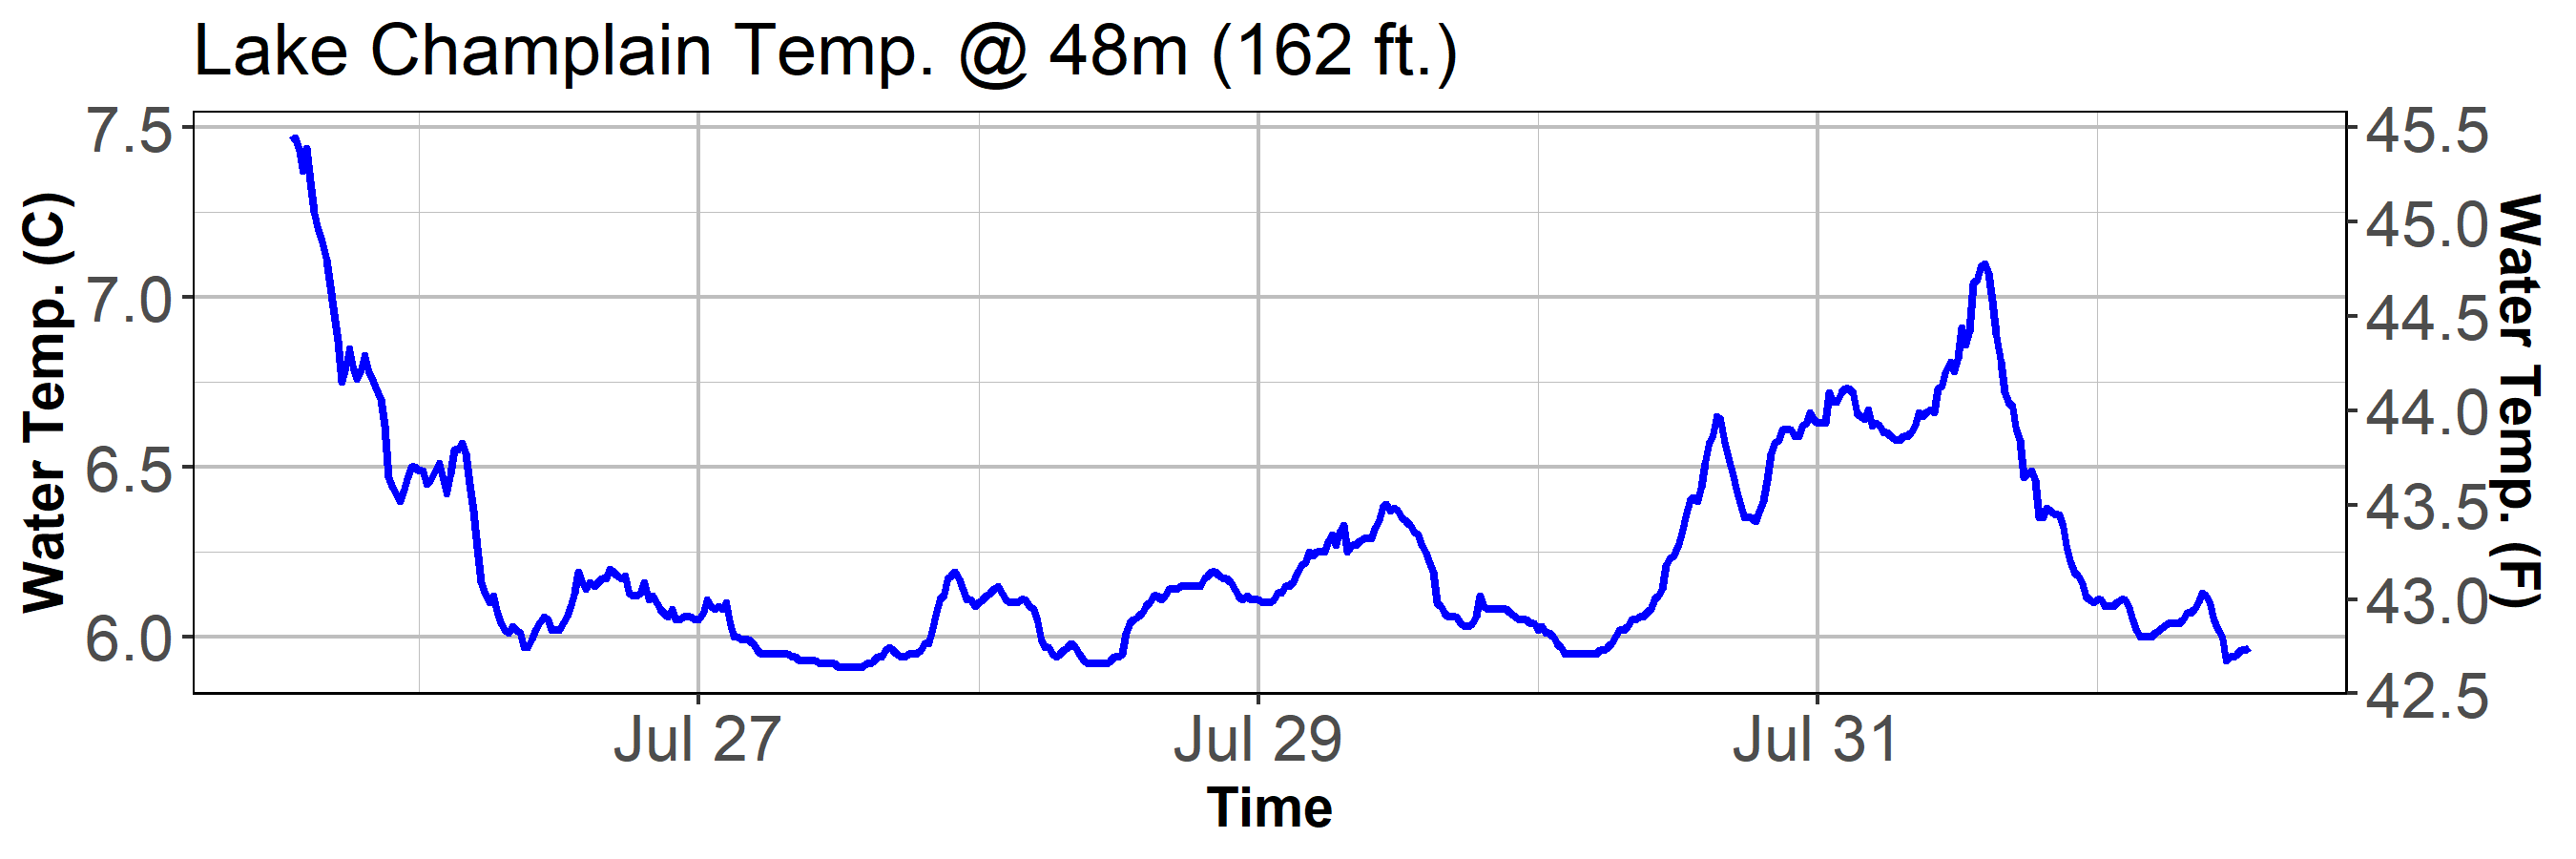 Lake Champlain Temp. @ 48m (162 ft.)
Water Temp. (C)
7.5
7.0
6.5
6.0
45.5
45.0
44.5
44.0
43.5
43.0
42.5
Water Temp. (F)
Jul 27
Jul 29
Jul 31
Time